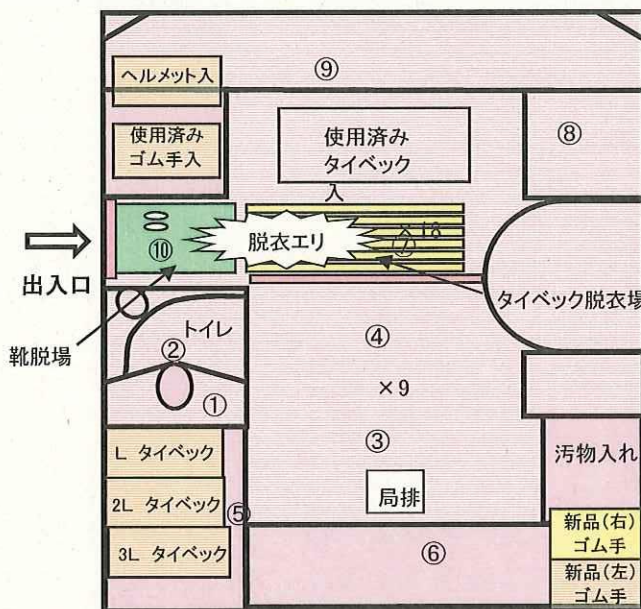 ⑨
ヘルメット入
使用済み
ゴム手入
使用済み
タイベック
入
⑧
×18
⑦
脱衣エリ
⑩
出入口
タイベック脱衣場
靴脱場
トイレ
②
①
④
×9
③
局排
L タイベック
2L タイベック
3L タイベック
⑤
⑥
汚物入れ
新品(右)
ゴム手
新品(左)
ゴム手